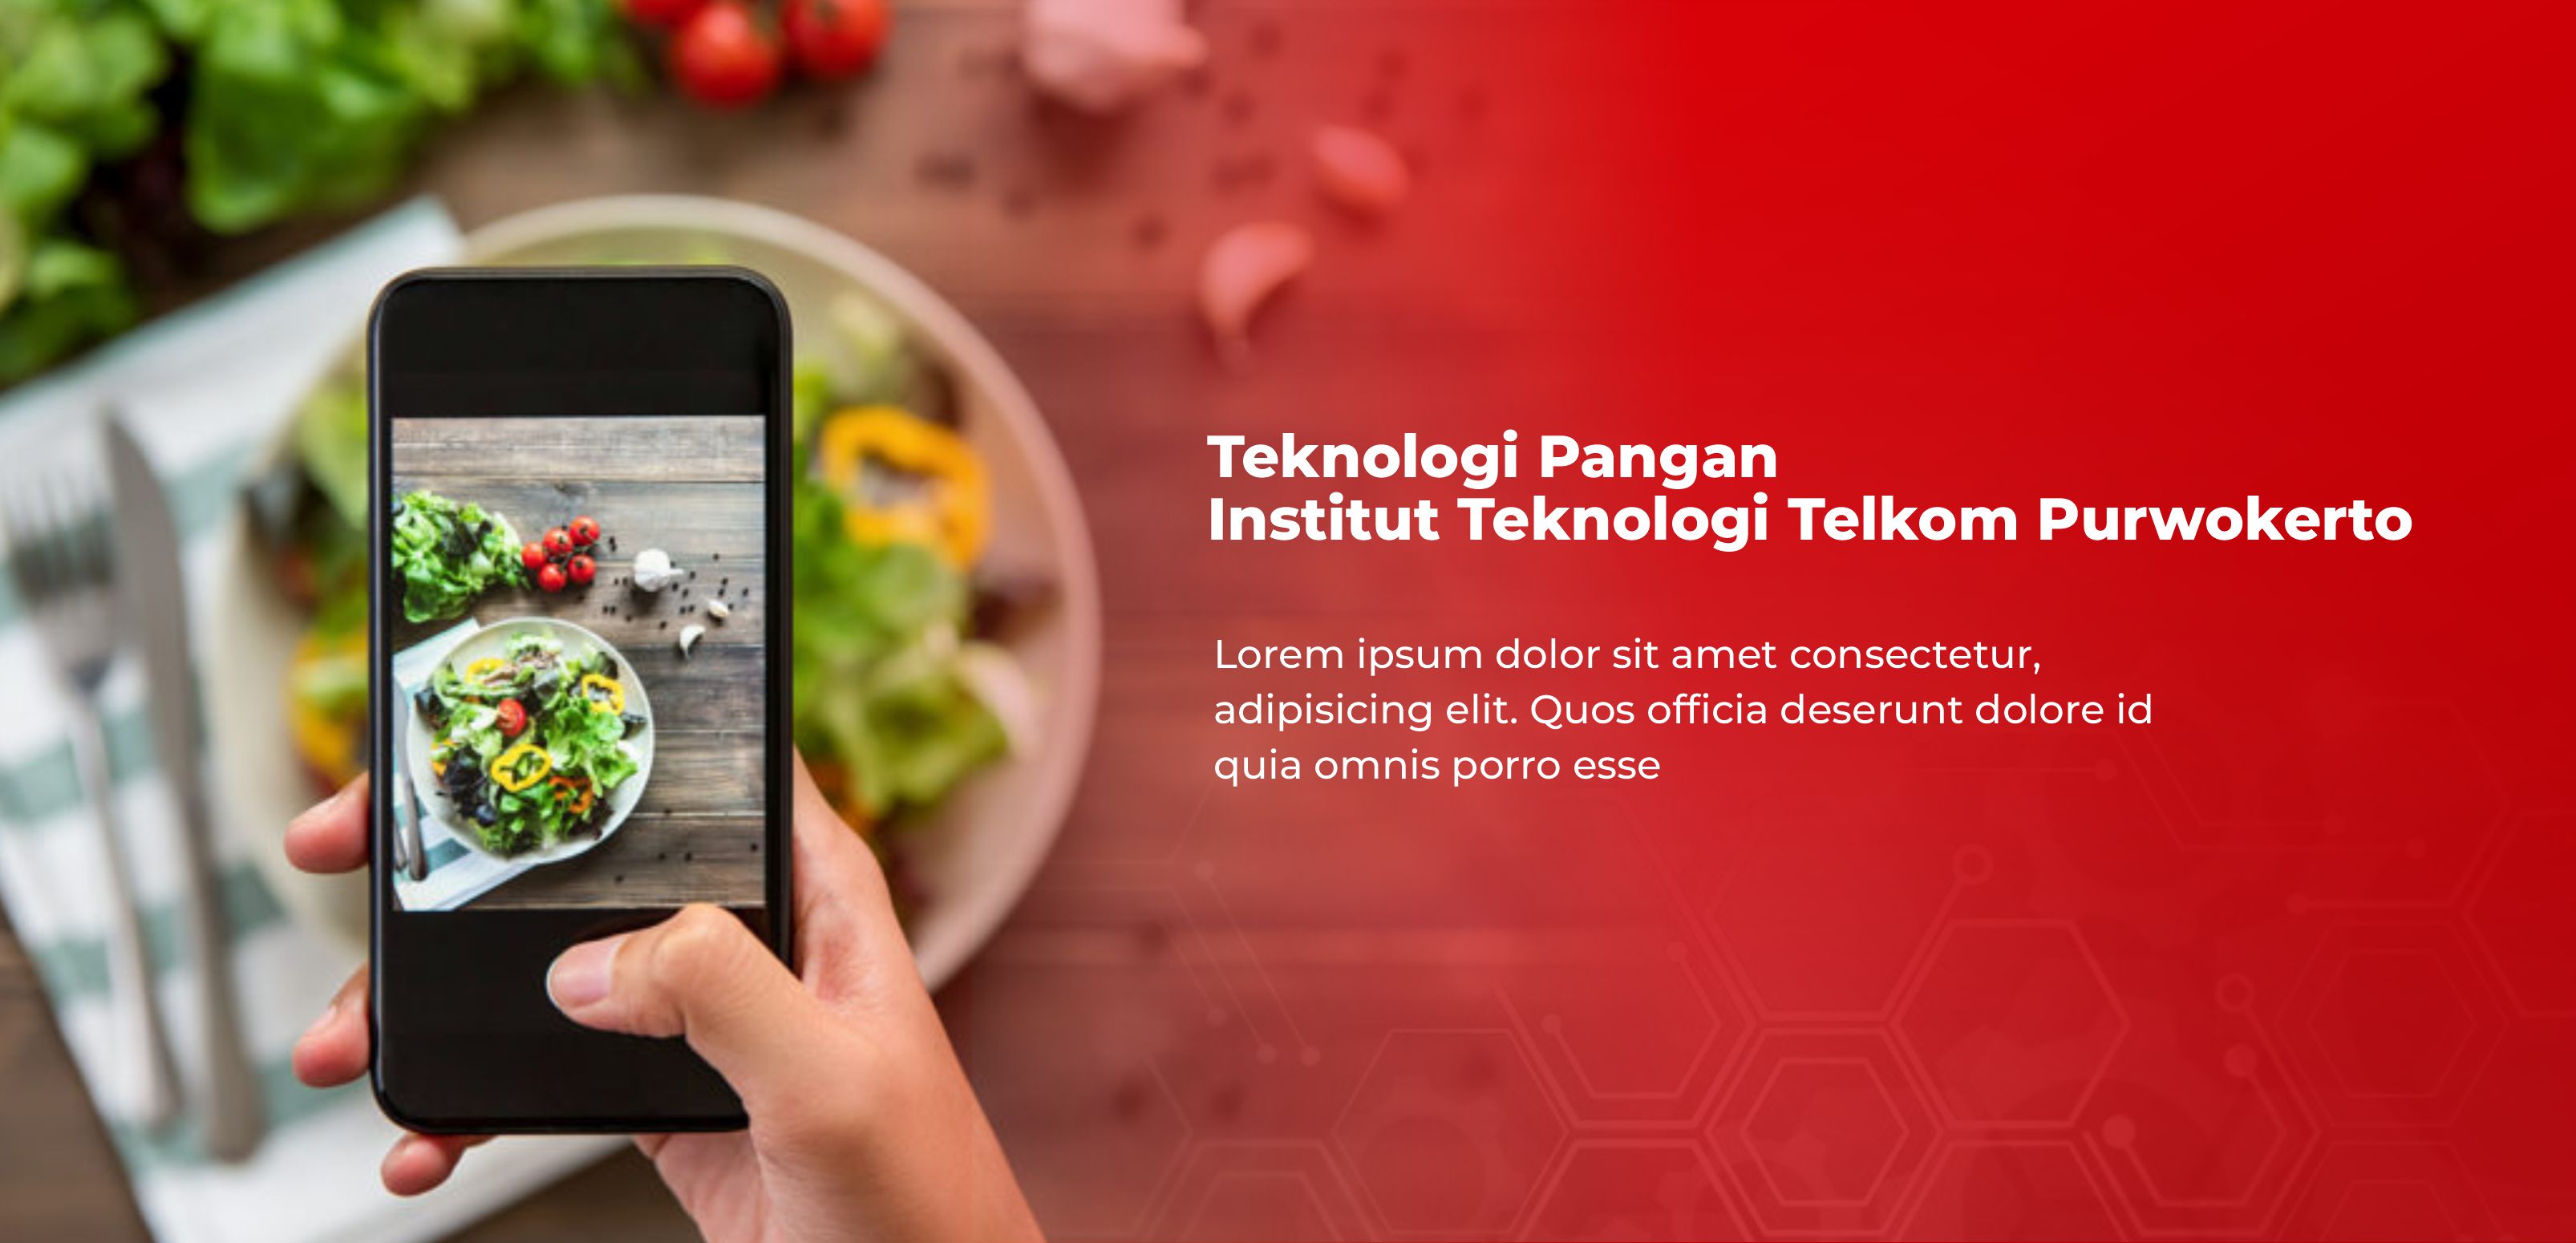 Teknologi Pangan
Institut Teknologi Telkom Purwokerto
Lorem ipsum dolor sit amet consectetur,
adipisicing elit. Quos officia deserunt dolore id
quia omnis porro esse